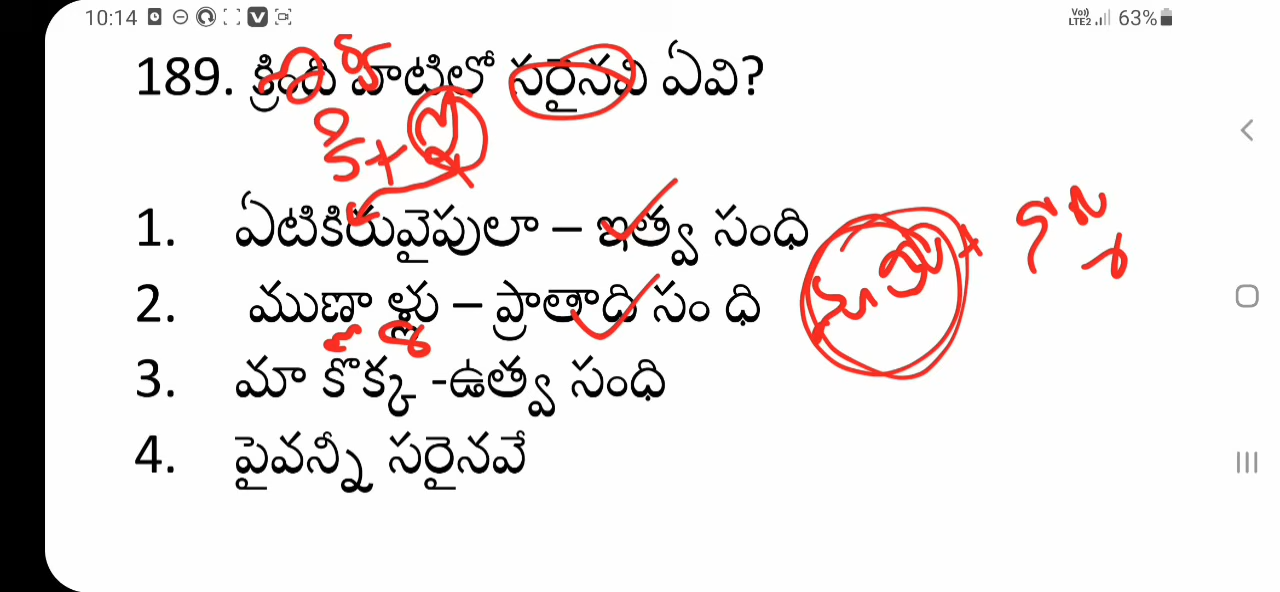 10:14 63%
189. క్రింది వాటిలో సరైనవి ఏవి?
1. ఏటికిరువైపులా – ఇత్వ సంధి
2. ముణ్నాళ్లు – ప్రాతాది సం ధి
3. మా కొక్క -ఉత్వ సంధి
4. పైవన్నీ సరైనవే